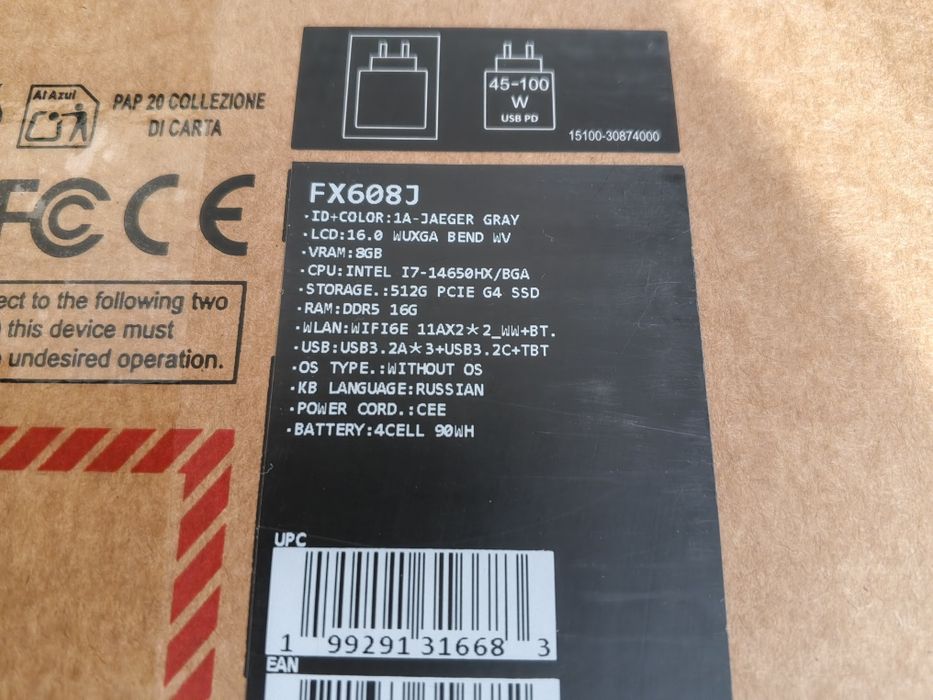 Al Azul
PAP 20 COLLEZIONE
DI CARTA
FC CE
ect to the following two
this device must
undesired operation.
45-100
W
USB PD
15100-30874000
FX608J
·ID+COLOR:1A-JAEGER GRAY
·LCD:16.0 WUXGA BEND WV
·VRAM:8GB
·CPU:INTEL I7-14650HX/BGA
·STORAGE.:512G PCIE G4 SSD
·RAM:DDR5 16G
·WLAN:WIFI6E 11AX2*2_WW+BT.
·USB:USB3.2A*3+USB3.2C+TBT
·OS TYPE.:WITHOUT OS
·KB LANGUAGE:RUSSIAN
·POWER CORD.:CEE
·BATTERY:4CELL 90WH
UPC
1 99291 31668 3
EAN